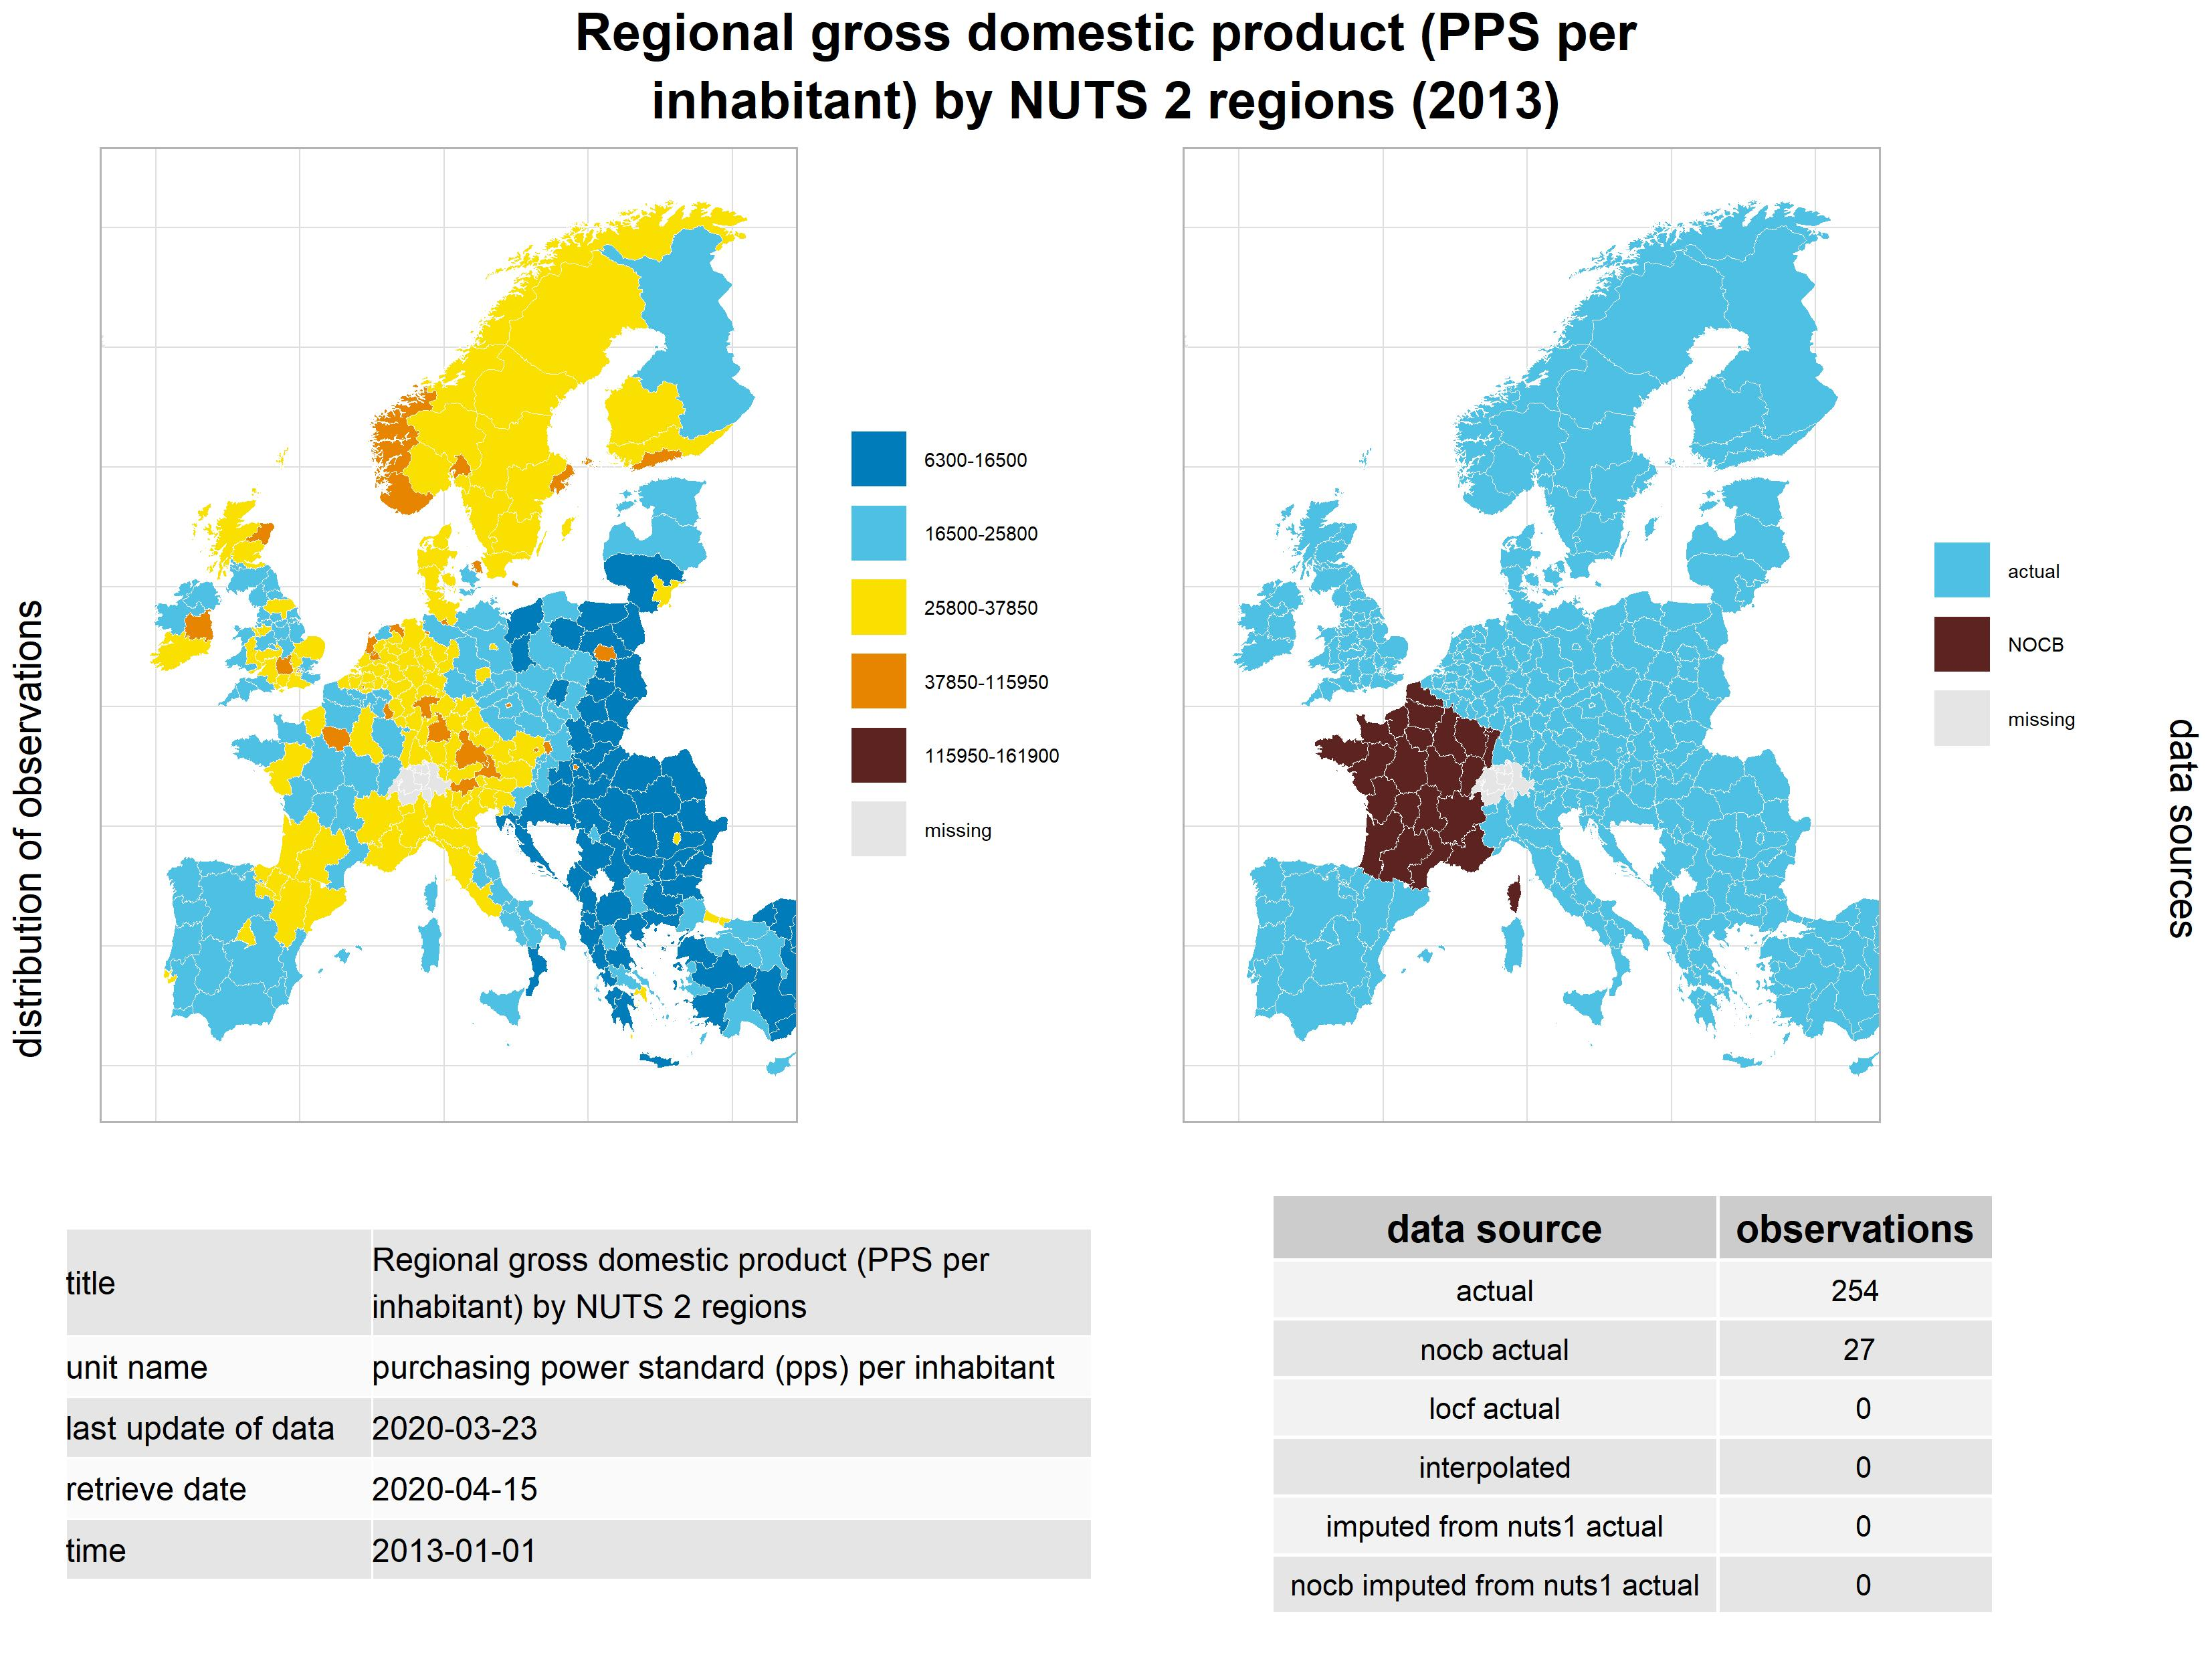 Regional gross domestic product (PPS per
inhabitant) by NUTS 2 regions (2013)
distribution of observations
6300-16500
16500-25800
25800-37850
37850-115950
115950-161900
missing
actual
NOCB
missing
data sources
title
Regional gross domestic product (PPS per
inhabitant) by NUTS 2 regions
unit name
purchasing power standard (pps) per inhabitant
last update of data
2020-03-23
retrieve date
2020-04-15
time
2013-01-01
data source observations
actual 254
nocb actual 27
locf actual 0
interpolated 0
imputed from nuts1 actual 0
nocb imputed from nuts1 actual 0